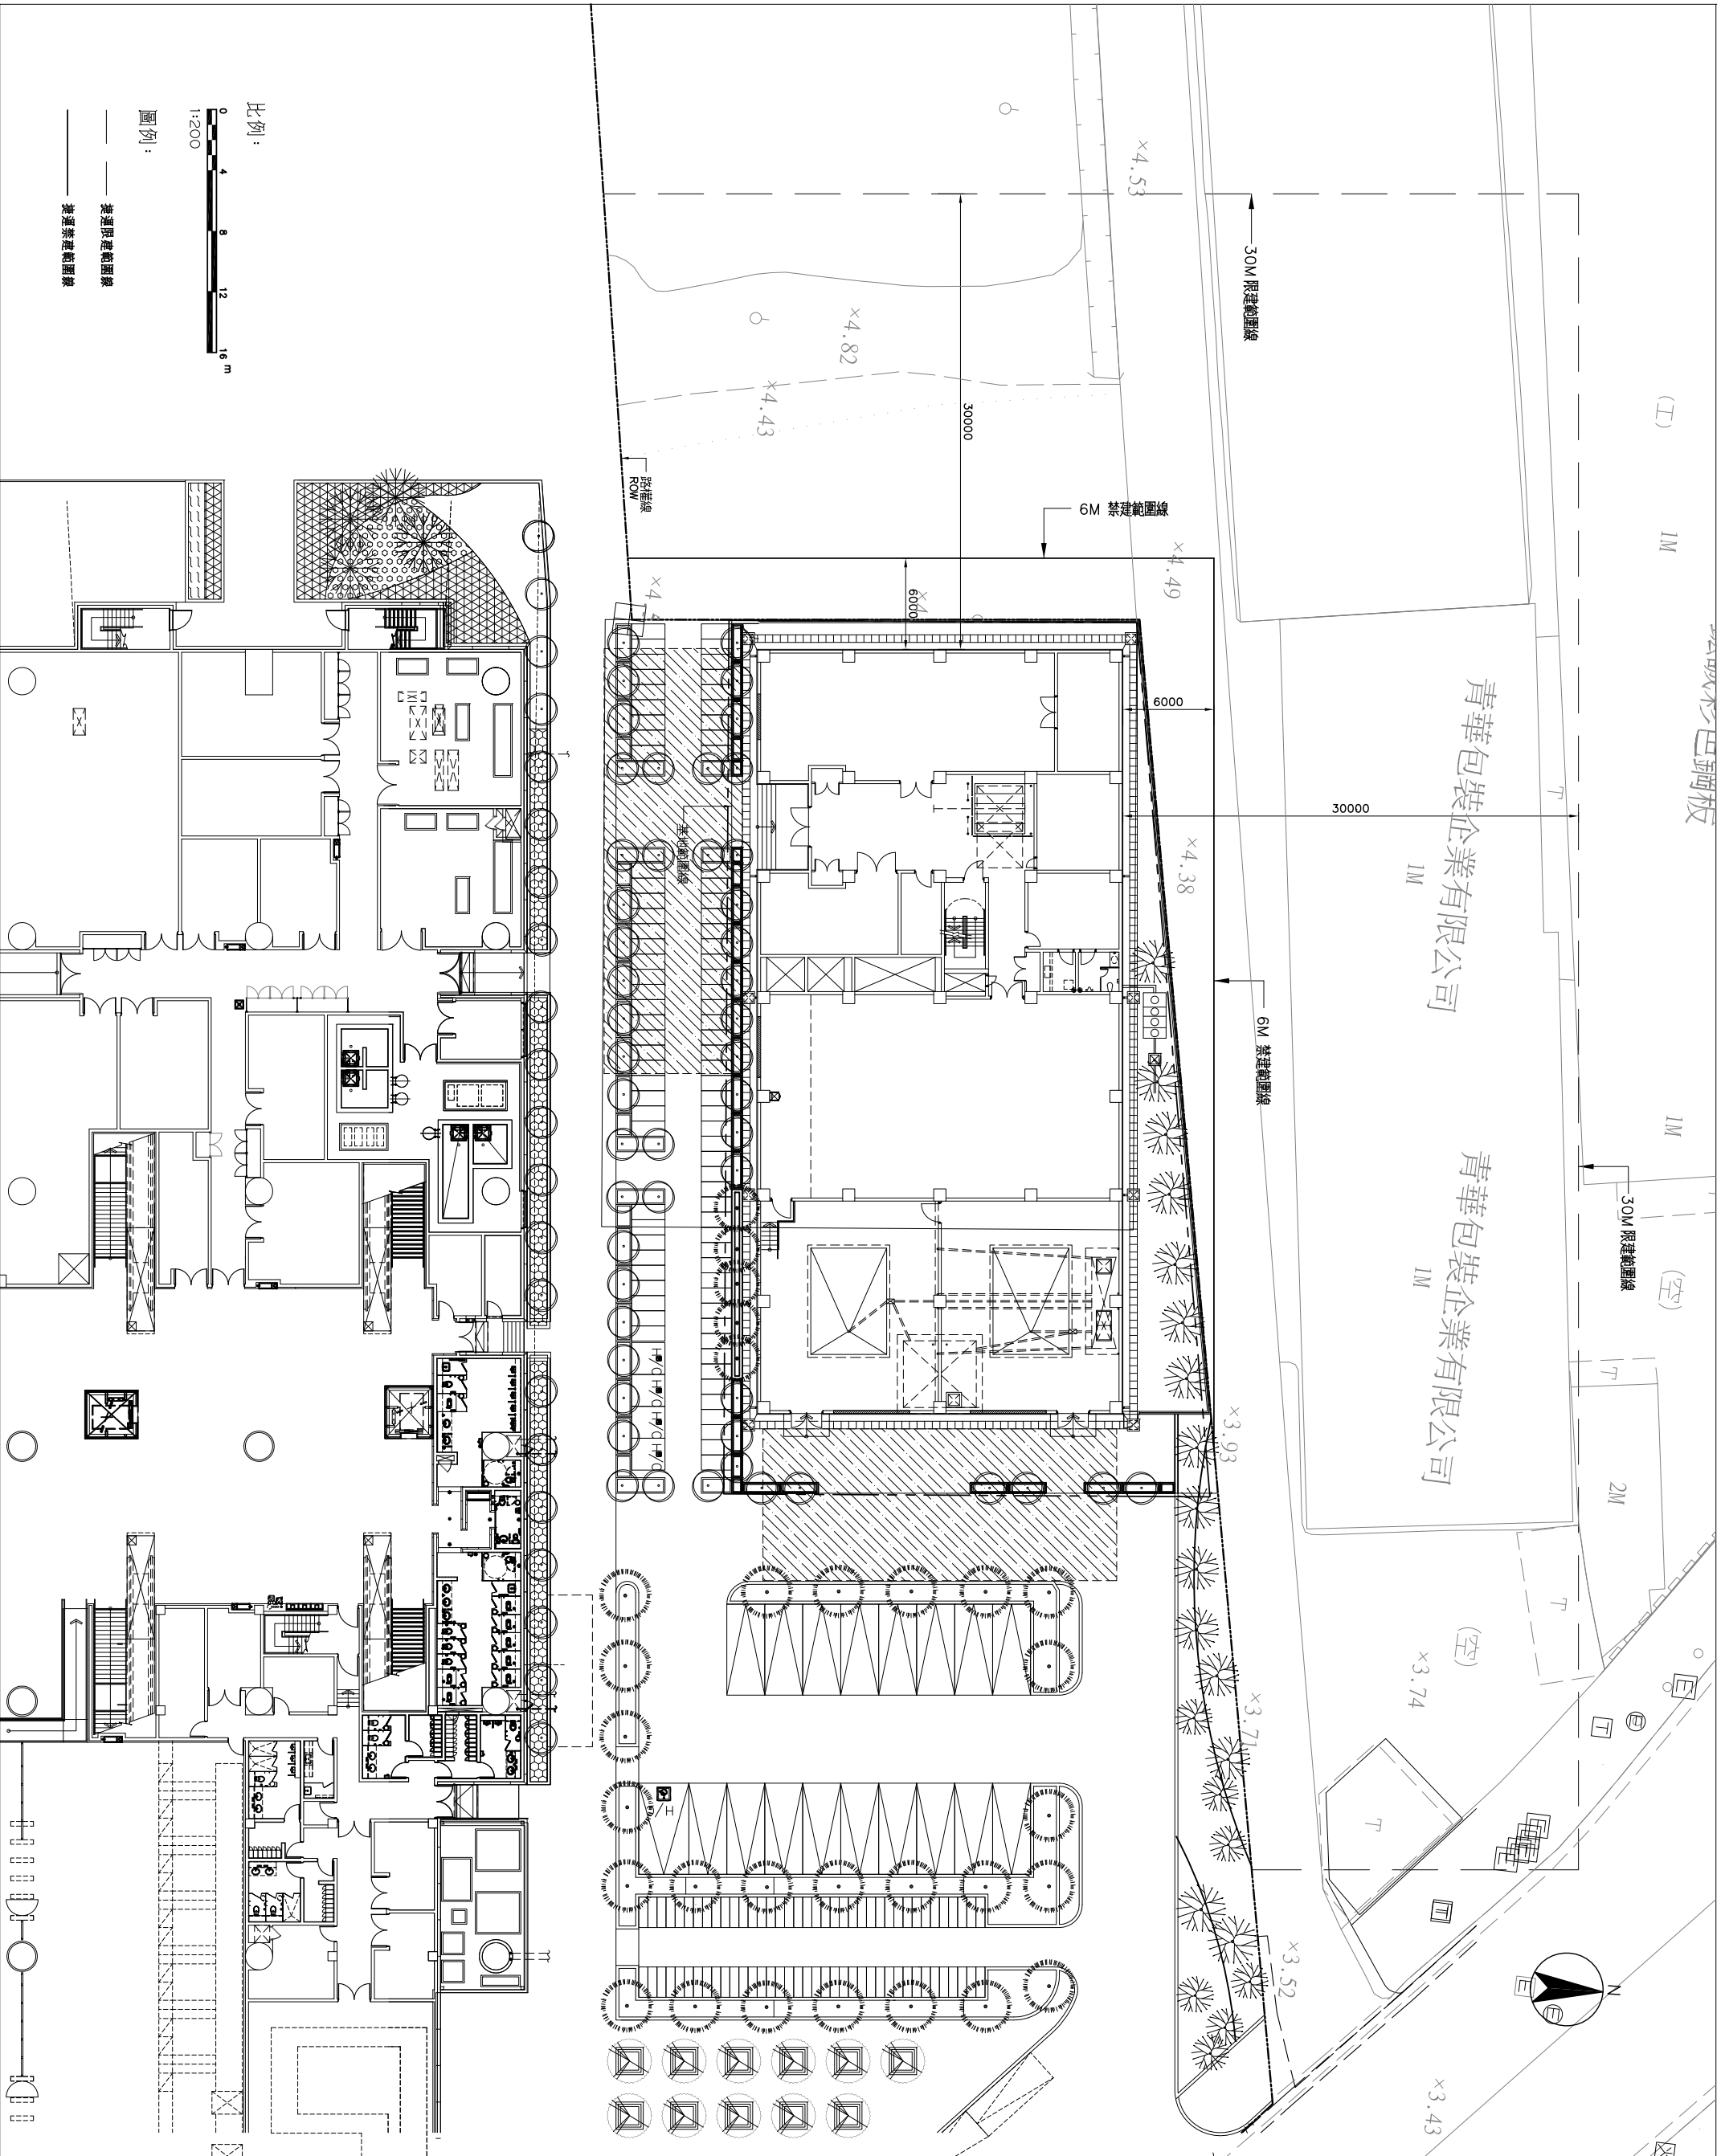 比例：
0 4 8 12 16 m
1:200
圖例：
捷運限建範圍線
捷運禁建範圍線
30M 限建範圍線
30000
路權線
ROW
6M 禁建範圍線
6000
6000
30000
基地範圍線
6M 禁建範圍線
30M 限建範圍線
青華包裝企業有限公司
青華包裝企業有限公司
(工)
1M
1M
1M
1M
2M
(空)
(空)
T
T
T
T
×4.53
×4.82
×4.43
×4.49
×4.38
×3.93
×3.74
×3.71
×3.52
×3.43
H/C
H/C
H/C
H/C
N
E
T
T
E
E